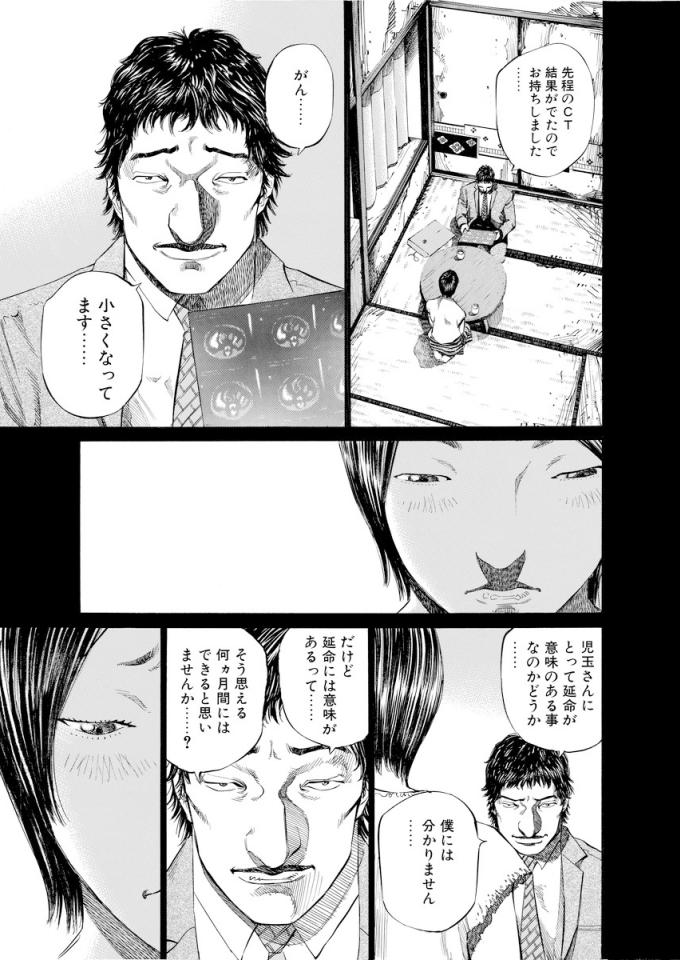 先程のCT
結果がでたので
お持ちしました
……
がん……
小さくなって
ます……
児玉さんに
とって延命が
意味のある事
なのかどうか
……
僕には
分かりません
……
だけど
延命には意味が
あるって……
そう思える
何ヵ月間には
できると思い
ませんか……?